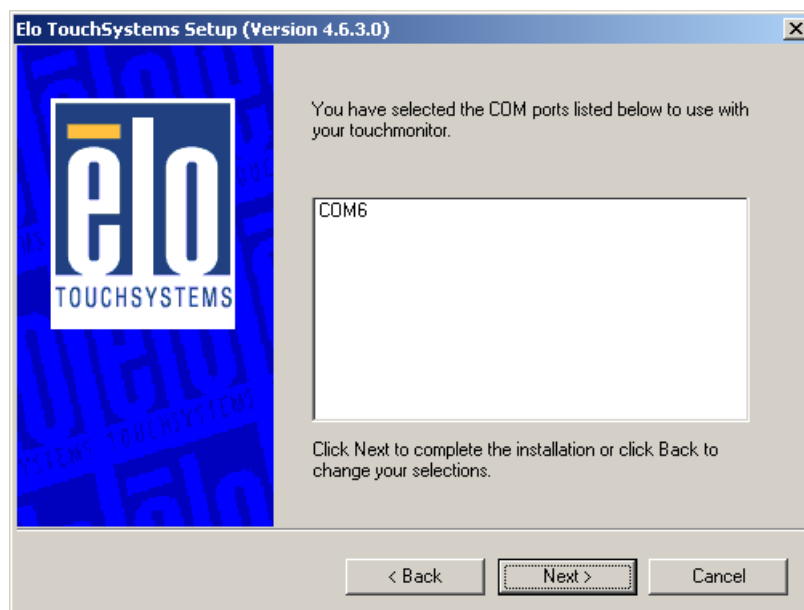 Elo TouchSystems Setup (Version 4.6.3.0)
elo
TOUCHSYSTEMS
You have selected the COM ports listed below to use with
your touchmonitor.
COM6
Click Next to complete the installation or click Back to
change your selections.
< Back
Next >
Cancel